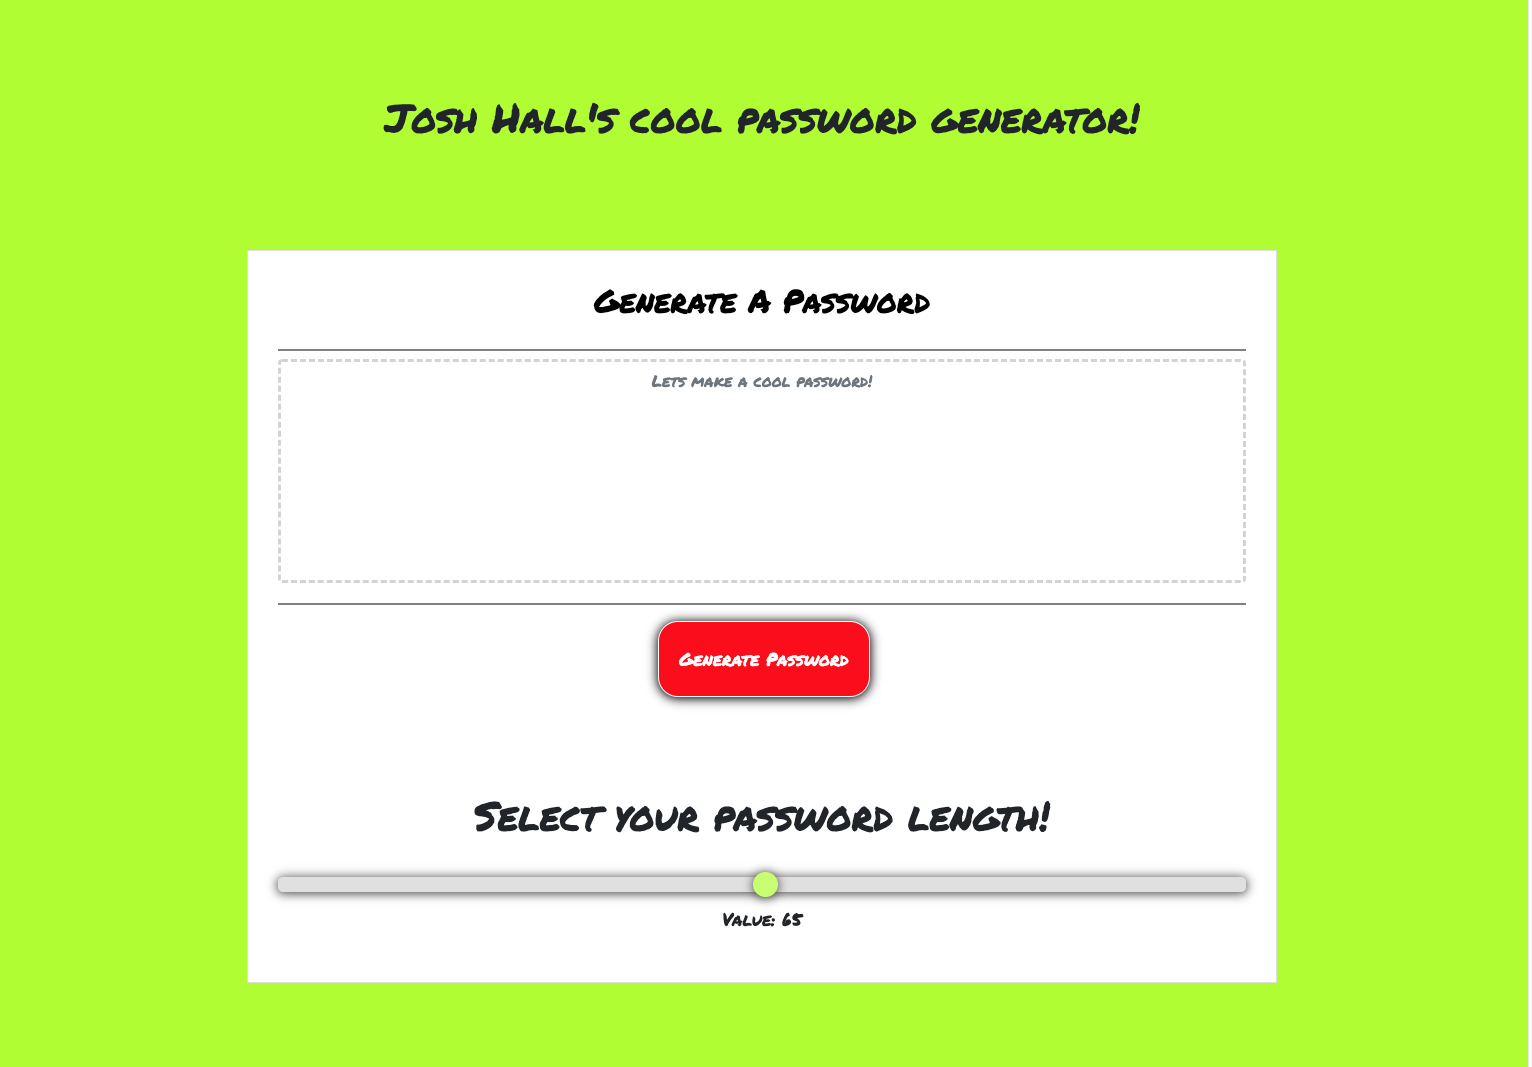 Josh Hall's cool password generator!
Generate A Password
Lets make a cool password!
Generate Password
Select your password length!
Value: 65